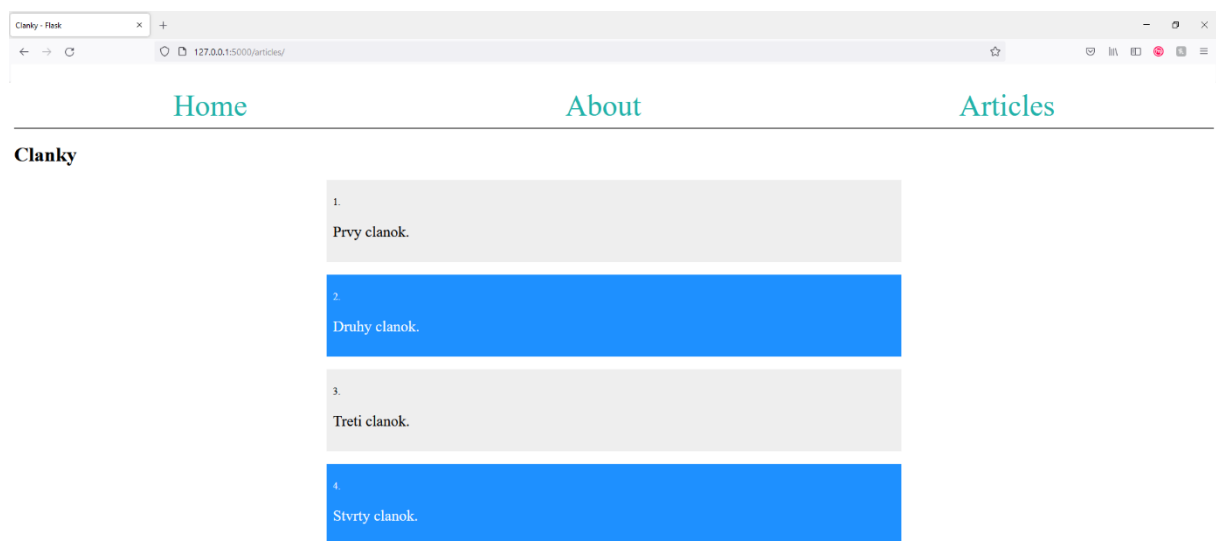 Clanky - Flask
127.0.0.1:5000/articles/
Home About Articles
Clanky
1.
Prvy clanok.
2.
Druhy clanok.
3.
Treti clanok.
4.
Stvrty clanok.